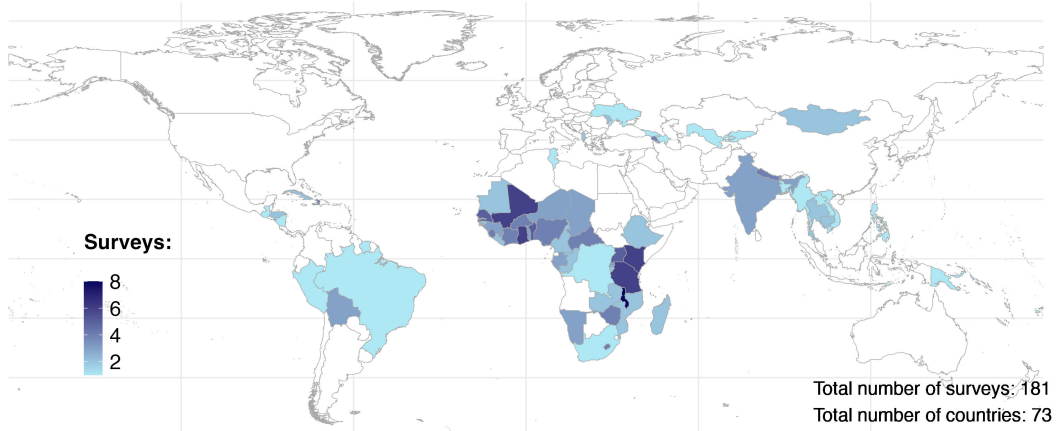 Surveys:
8
6
4
2
Total number of surveys: 181
Total number of countries: 73